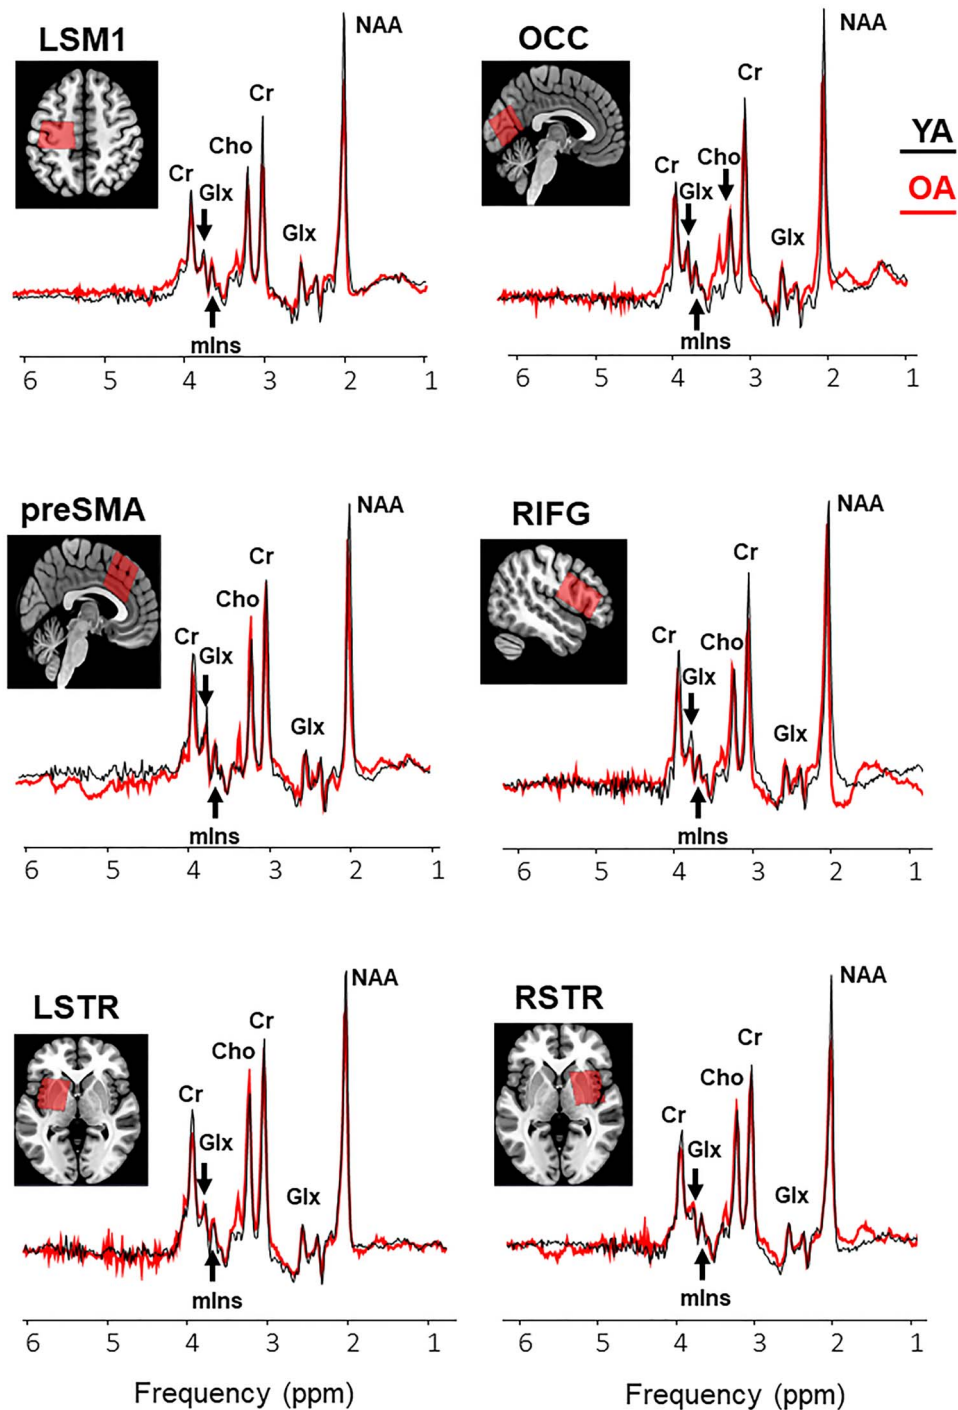 LSM1
NAA
Cr
Cho
Cr
Glx
Glx
mIns
6 5 4 3 2 1
OCC
NAA
Cr
Cho
Glx
Glx
mIns
6 5 4 3 2 1
YA
OA
preSMA
NAA
Cr
Cho
Cr
Glx
Glx
mIns
6 5 4 3 2 1
RIFG
NAA
Cr
Cr
Cho
Glx
Glx
mIns
6 5 4 3 2 1
LSTR
NAA
Cr
Cho
Cr
Glx
Glx
mIns
6 5 4 3 2 1
Frequency (ppm)
RSTR
NAA
Cr
Cho
Cr
Glx
Glx
mIns
6 5 4 3 2 1
Frequency (ppm)